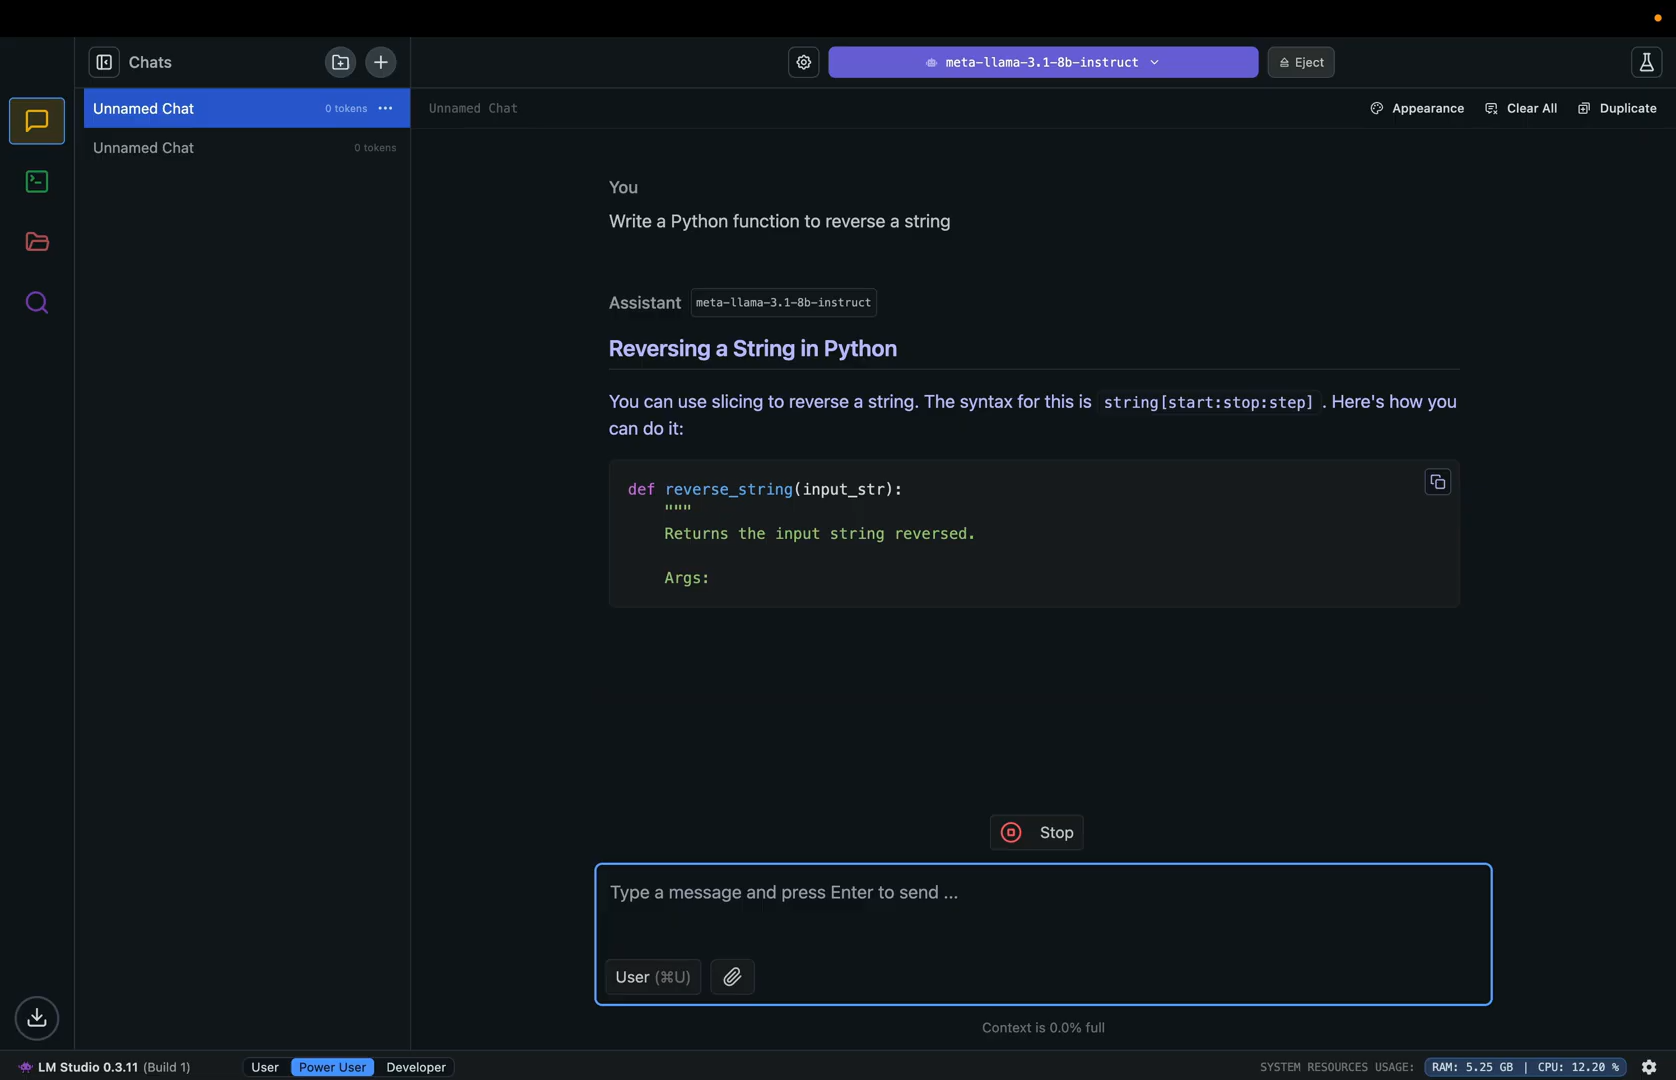 Chats
meta-llama-3.1-8b-instruct
Eject
Unnamed Chat 0 tokens
Unnamed Chat 0 tokens
Unnamed Chat
Appearance
Clear All
Duplicate
You
Write a Python function to reverse a string
Assistant meta-llama-3.1-8b-instruct
Reversing a String in Python
You can use slicing to reverse a string. The syntax for this is string[start:stop:step] . Here's how you
can do it:
def reverse_string(input_str):
"""
Returns the input string reversed.
Args:
Stop
Type a message and press Enter to send ...
User (⌘U)
Context is 0.0% full
LM Studio 0.3.11 (Build 1)
User Power User Developer
SYSTEM RESOURCES USAGE: RAM: 5.25 GB | CPU: 12.20 %